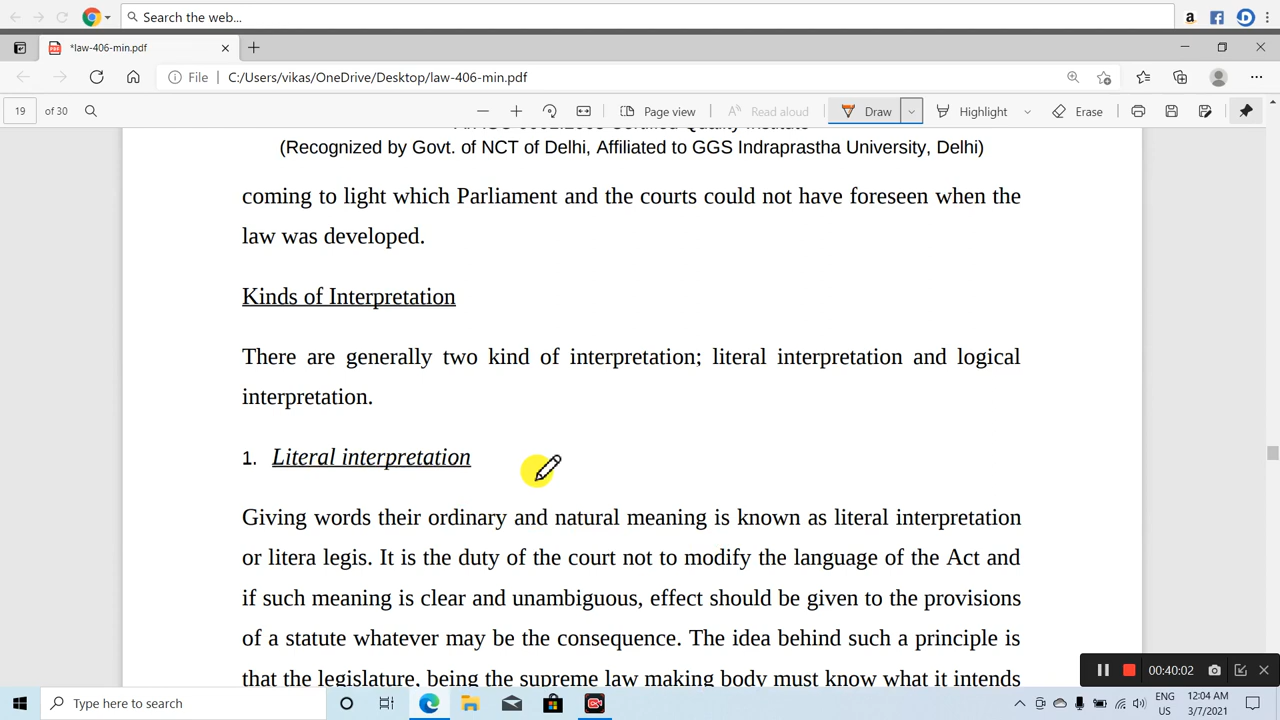 Search the web...
*law-406-min.pdf
File
C:/Users/vikas/OneDrive/Desktop/law-406-min.pdf
19 of 30
Page view
Read aloud
Draw
Highlight
Erase
(Recognized by Govt. of NCT of Delhi, Affiliated to GGS Indraprastha University, Delhi)
coming to light which Parliament and the courts could not have foreseen when the
law was developed.
Kinds of Interpretation
There are generally two kind of interpretation; literal interpretation and logical
interpretation.
1. Literal interpretation
Giving words their ordinary and natural meaning is known as literal interpretation
or litera legis. It is the duty of the court not to modify the language of the Act and
if such meaning is clear and unambiguous, effect should be given to the provisions
of a statute whatever may be the consequence. The idea behind such a principle is
that the legislature, being the supreme law making body must know what it intends
00:40:02
Type here to search
ENG
US
12:04 AM
3/7/2021